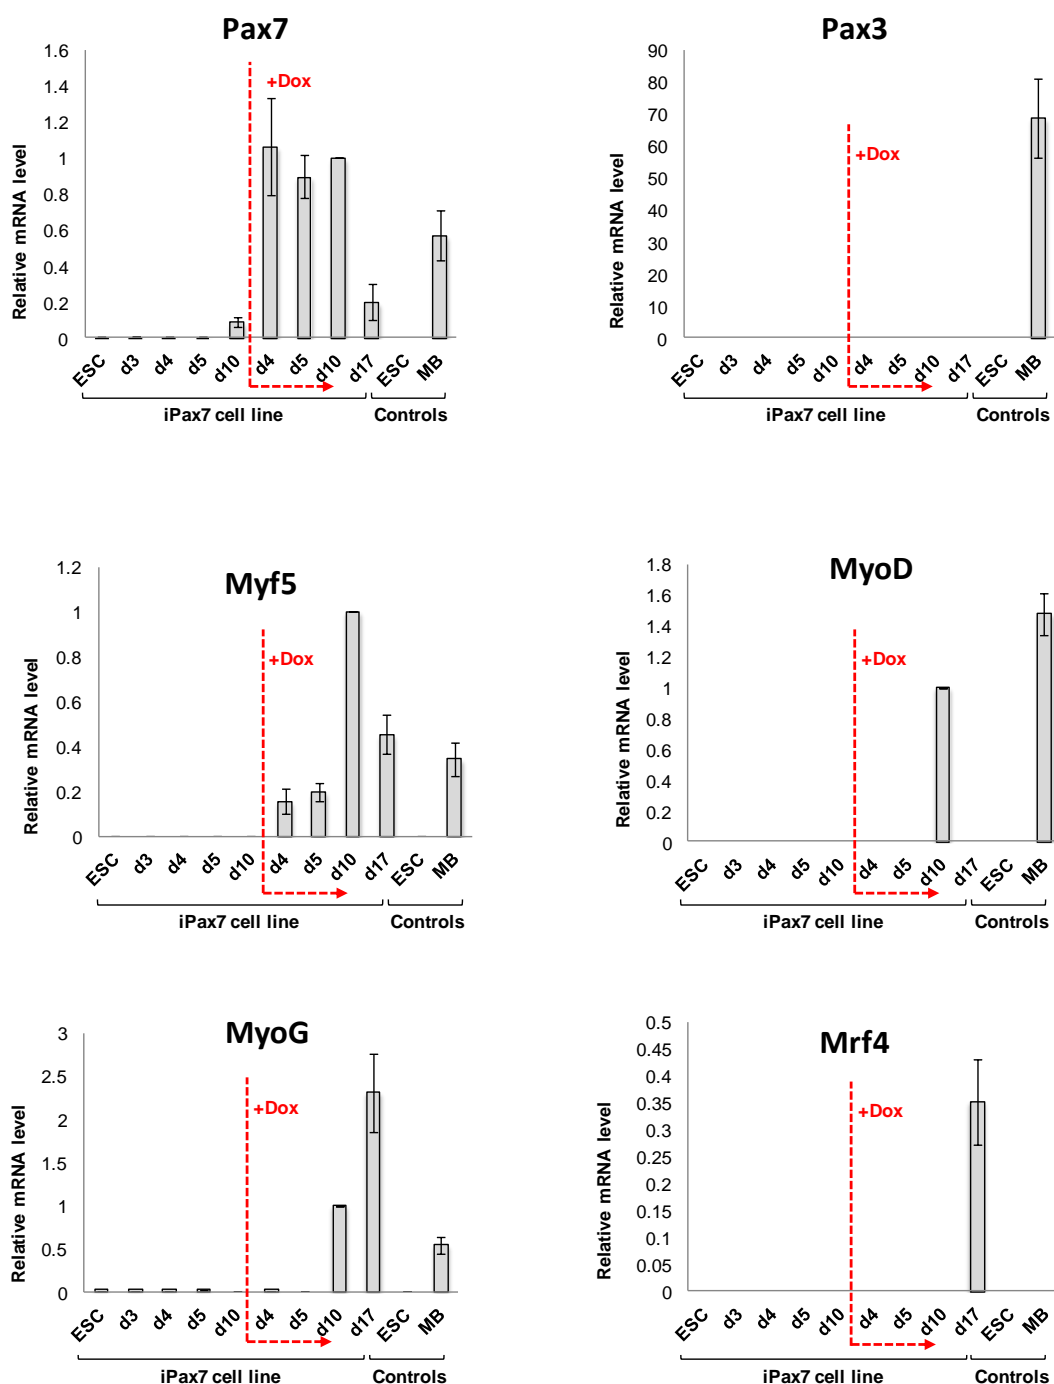 Pax7
Relative mRNA level
1.6
1.4
1.2
1
0.8
0.6
0.4
0.2
0
+Dox
ESC d3 d4 d5 d10 d4 d5 d10 d17 ESC MB
iPax7 cell line Controls
Pax3
Relative mRNA level
90
80
70
60
50
40
30
20
10
0
+Dox
ESC d3 d4 d5 d10 d4 d5 d10 d17 ESC MB
iPax7 cell line Controls
Myf5
Relative mRNA level
1.2
1
0.8
0.6
0.4
0.2
0
+Dox
ESC d3 d4 d5 d10 d4 d5 d10 d17 ESC MB
iPax7 cell line Controls
MyoD
Relative mRNA level
1.8
1.6
1.4
1.2
1
0.8
0.6
0.4
0.2
0
+Dox
ESC d3 d4 d5 d10 d4 d5 d10 d17 ESC MB
iPax7 cell line Controls
MyoG
Relative mRNA level
3
2.5
2
1.5
1
0.5
0
+Dox
ESC d3 d4 d5 d10 d4 d5 d10 d17 ESC MB
iPax7 cell line Controls
Mrf4
Relative mRNA level
0.5
0.45
0.4
0.35
0.3
0.25
0.2
0.15
0.1
0.05
0
+Dox
ESC d3 d4 d5 d10 d4 d5 d10 d17 ESC MB
iPax7 cell line Controls